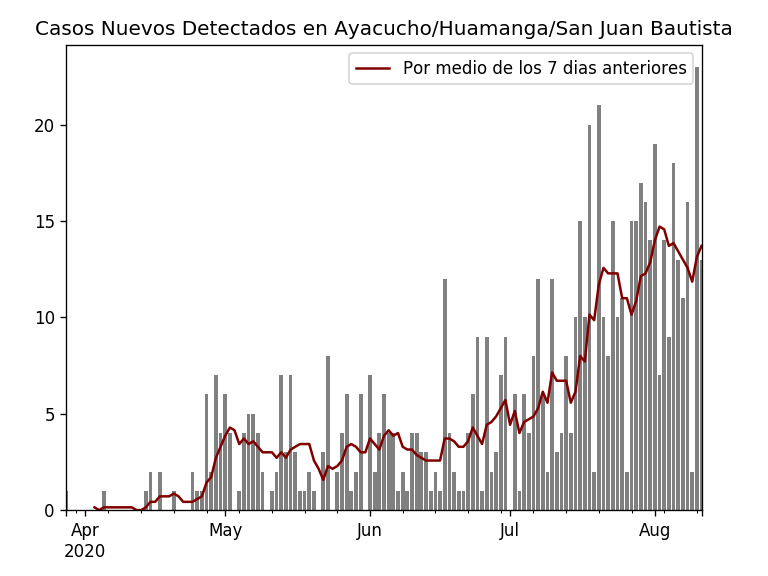 Casos Nuevos Detectados en Ayacucho/Huamanga/San Juan Bautista
Por medio de los 7 dias anteriores
20
15
10
5
0
Apr May Jun Jul Aug
2020